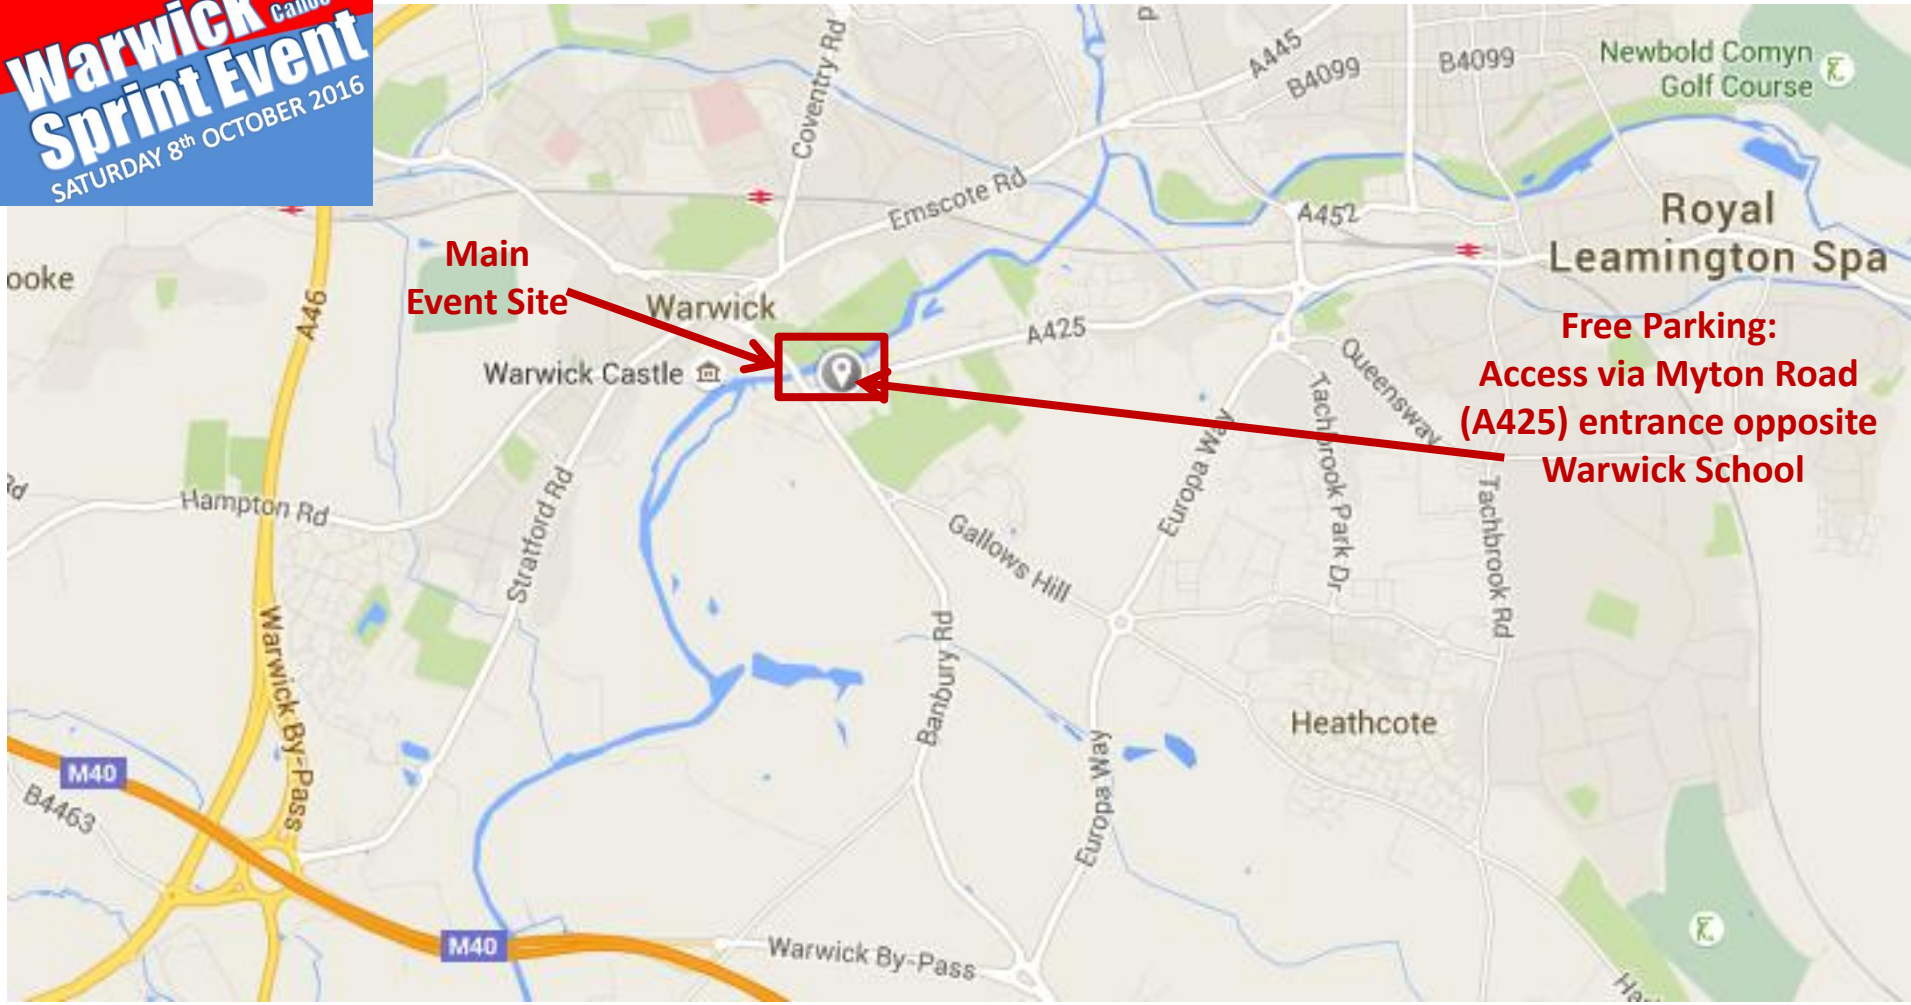 Warwick Canoe
Sprint Event
SATURDAY 8th OCTOBER 2016
Coventry Rd
A445
B4099
B4099
Newbold Comyn
Golf Course
Emscote Rd
A452
Royal
Leamington Spa
ooke
A46
Main
Event Site
Warwick
A425
Warwick Castle
Free Parking:
Access via Myton Road
(A425) entrance opposite
Warwick School
Queensway
Tachbrook Park Dr
Europa Way
Tachbrook Rd
Hampton Rd
Stratford Rd
Gallows Hill
Banbury Rd
Warwick By-Pass
Heathcote
Europa Way
M40
B4463
M40
Warwick By-Pass